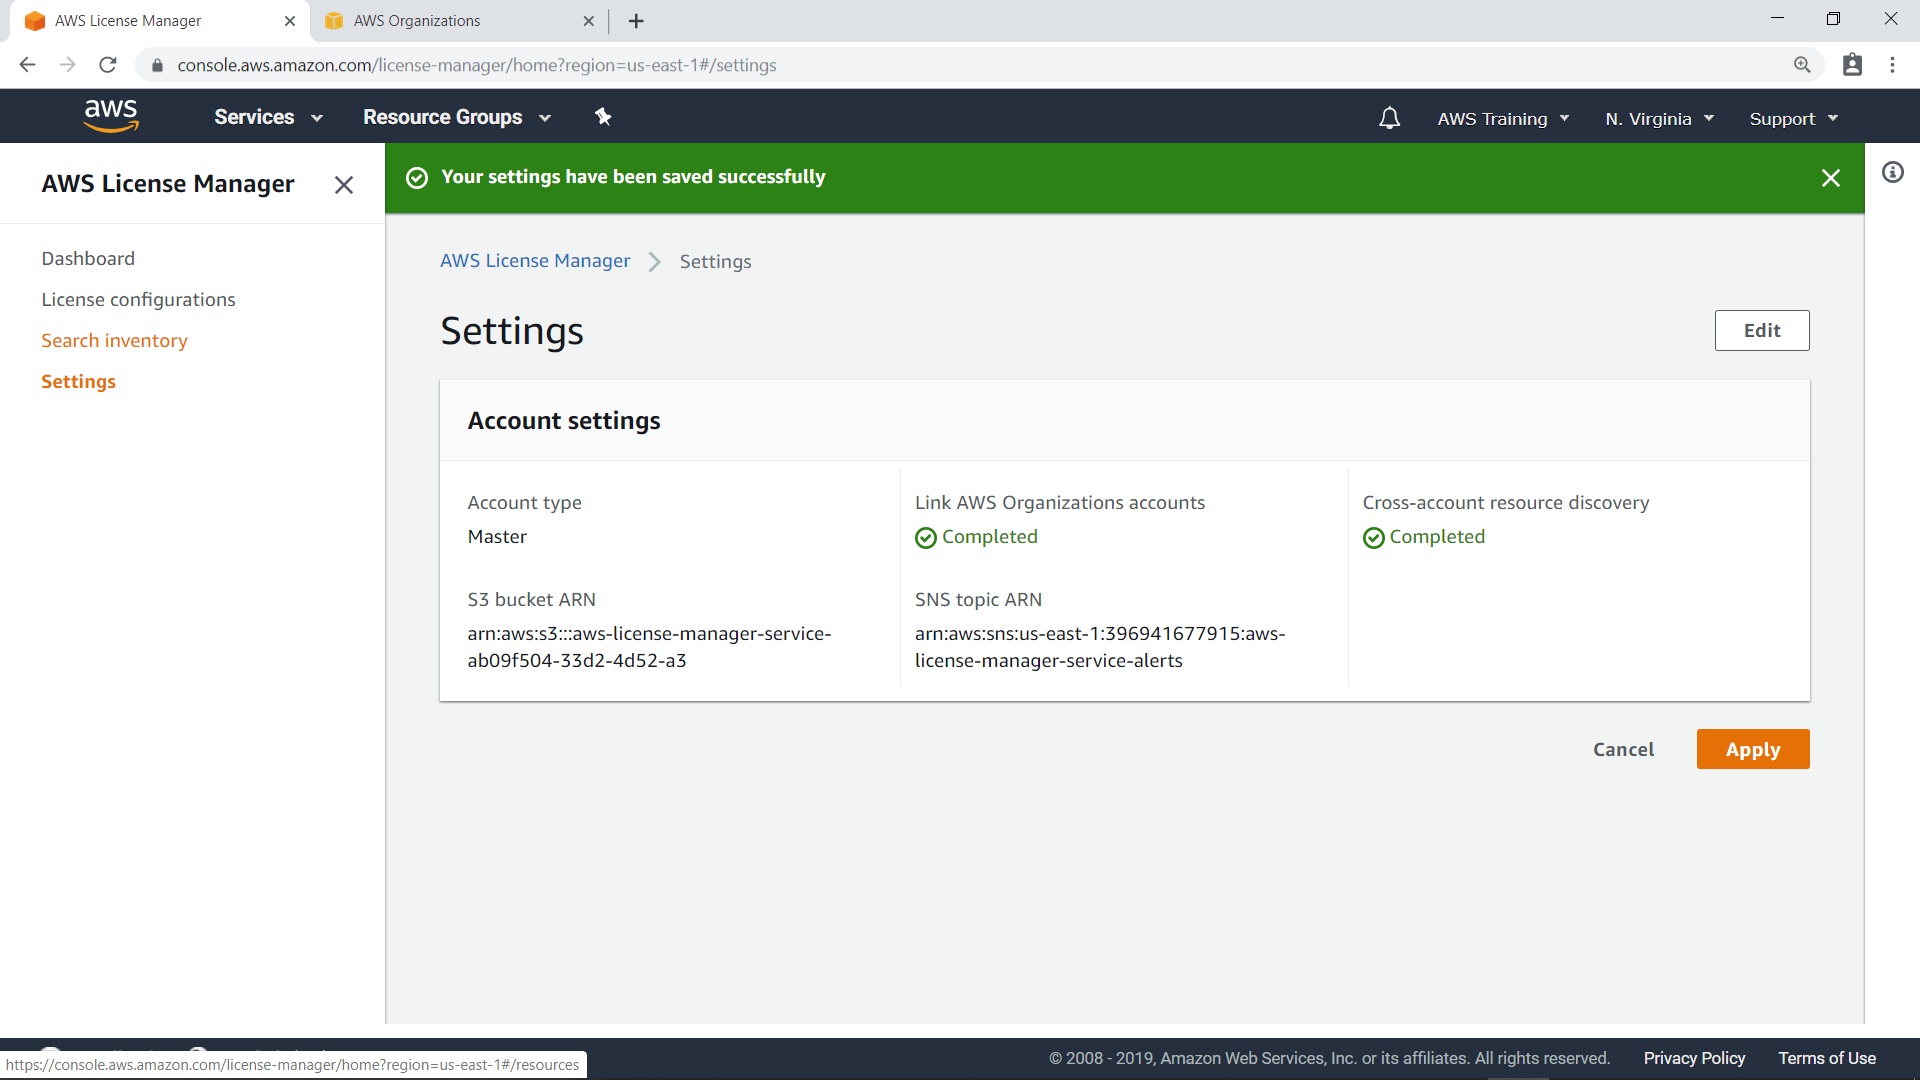 AWS License Manager
AWS Organizations
console.aws.amazon.com/license-manager/home?region=us-east-1#/settings
aws
Services
Resource Groups
AWS Training
N. Virginia
Support
AWS License Manager
Your settings have been saved successfully
Dashboard
License configurations
Search inventory
Settings
AWS License Manager
Settings
Settings
Edit
Account settings
Account type
Master
Link AWS Organizations accounts
Completed
Cross-account resource discovery
Completed
S3 bucket ARN
arn:aws:s3:::aws-license-manager-service-
ab09f504-33d2-4d52-a3
SNS topic ARN
arn:aws:sns:us-east-1:396941677915:aws-
license-manager-service-alerts
Cancel
Apply
https://console.aws.amazon.com/license-manager/home?region=us-east-1#/resources
© 2008 - 2019, Amazon Web Services, Inc. or its affiliates. All rights reserved.
Privacy Policy
Terms of Use